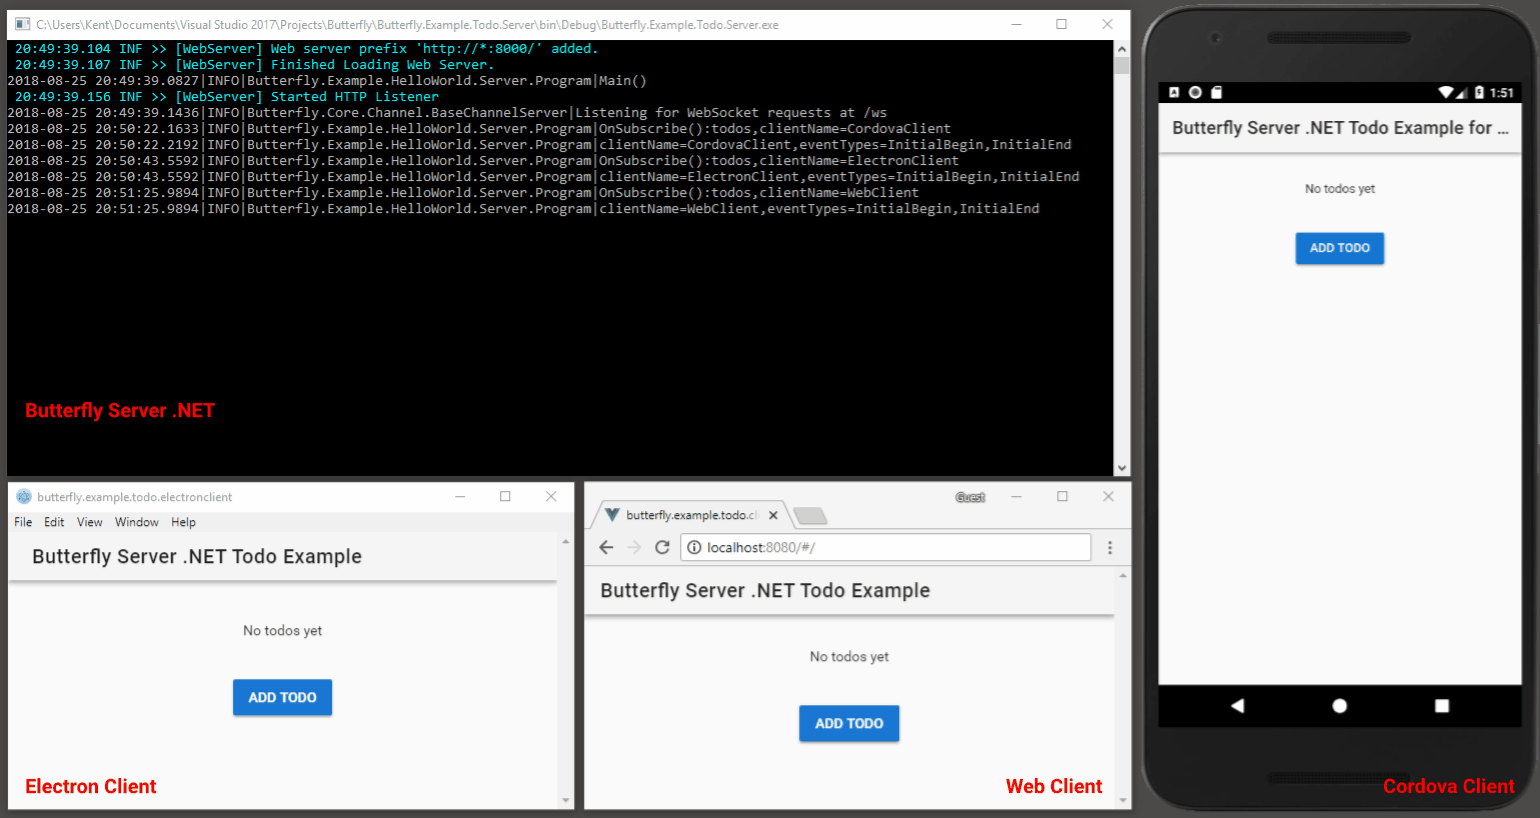 C:\Users\Kent\Documents\Visual Studio 2017\Projects\Butterfly\Butterfly.Example.Todo.Server\bin\Debug\Butterfly.Example.Todo.Server.exe
20:49:39.104 INF >> [WebServer] Web server prefix 'http://*:8000/' added.
20:49:39.107 INF >> [WebServer] Finished Loading Web Server.
2018-08-25 20:49:39.0827|INFO|Butterfly.Example.HelloWorld.Server.Program|Main()
20:49:39.156 INF >> [WebServer] Started HTTP Listener
2018-08-25 20:49:39.1436|INFO|Butterfly.Core.Channel.BaseChannelServer|Listening for WebSocket requests at /ws
2018-08-25 20:50:22.1633|INFO|Butterfly.Example.HelloWorld.Server.Program|OnSubscribe():todos,clientName=CordovaClient
2018-08-25 20:50:22.2192|INFO|Butterfly.Example.HelloWorld.Server.Program|clientName=CordovaClient,eventTypes=InitialBegin,InitialEnd
2018-08-25 20:50:43.5592|INFO|Butterfly.Example.HelloWorld.Server.Program|OnSubscribe():todos,clientName=ElectronClient
2018-08-25 20:50:43.5592|INFO|Butterfly.Example.HelloWorld.Server.Program|clientName=ElectronClient,eventTypes=InitialBegin,InitialEnd
2018-08-25 20:51:25.9894|INFO|Butterfly.Example.HelloWorld.Server.Program|OnSubscribe():todos,clientName=WebClient
2018-08-25 20:51:25.9894|INFO|Butterfly.Example.HelloWorld.Server.Program|clientName=WebClient,eventTypes=InitialBegin,InitialEnd
Butterfly Server .NET
butterfly.example.todo.electronclient
File Edit View Window Help
Butterfly Server .NET Todo Example
No todos yet
ADD TODO
Electron Client
Guest
butterfly.example.todo.cli
localhost:8080/#/
Butterfly Server .NET Todo Example
No todos yet
ADD TODO
Web Client
1:51
Butterfly Server .NET Todo Example for ...
No todos yet
ADD TODO
Cordova Client